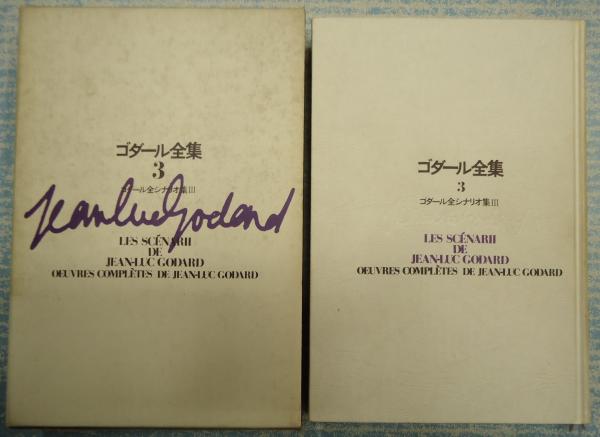 ゴダール全集
3
ゴダール全シナリオ集III
JeanLucGodard
LES SCÉNARII
DE
JEAN-LUC GODARD
OEUVRES COMPLÈTES DE JEAN-LUC GODARD
ゴダール全集
3
ゴダール全シナリオ集III
LES SCÉNARII
DE
JEAN-LUC GODARD
OEUVRES COMPLÈTES DE JEAN-LUC GODARD